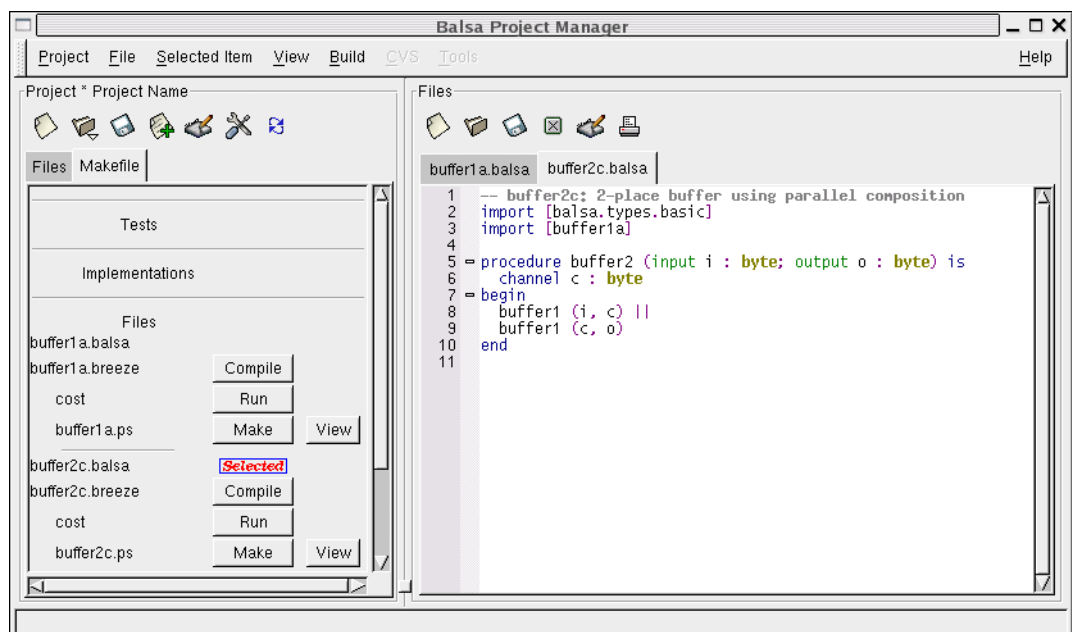 Balsa Project Manager
Project File Selected Item View Build CVS Tools Help
Project * Project Name
Files Makefile
Tests
Implementations
Files
buffer1a.balsa
buffer1a.breeze Compile
cost Run
buffer1a.ps Make View
buffer2c.balsa Selected
buffer2c.breeze Compile
cost Run
buffer2c.ps Make View
Files
buffer1a.balsa buffer2c.balsa
1 -- buffer2c: 2-place buffer using parallel composition
2 import [balsa.types.basic]
3 import [buffer1a]
4
5 procedure buffer2 (input i : byte; output o : byte) is
6 channel c : byte
7 begin
8 buffer1 (i, c) ||
9 buffer1 (c, o)
10 end
11